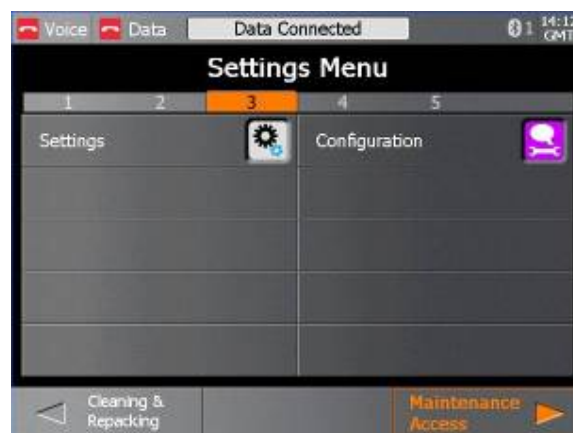 Voice Data Data Connected 1 14:12
GMT
Settings Menu
1 2 3 4 5
Settings Configuration
Cleaning &
Repacking
Maintenance
Access